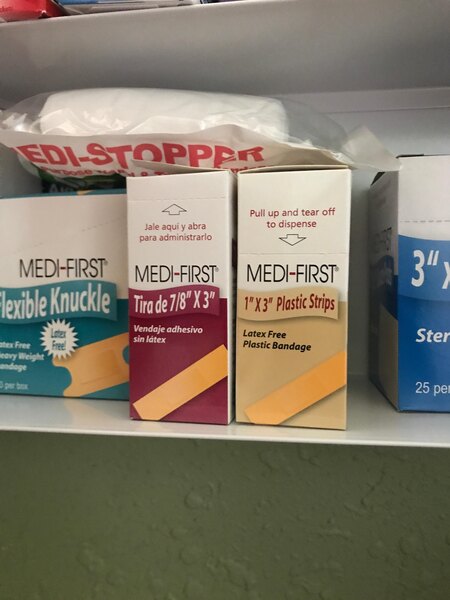 EDI-STOPPER
MEDI-FIRST®
Flexible Knuckle
Latex
Free!
Latex Free
Heavy Weight
per box
Jale aqui y abra
para administrarlo
MEDI-FIRST®
Tira de 7/8" X 3"
Vendaje adhesivo
sin látex
Pull up and tear off
to dispense
MEDI-FIRST®
1" X 3" Plastic Strips
Latex Free
Plastic Bandage
3"
25